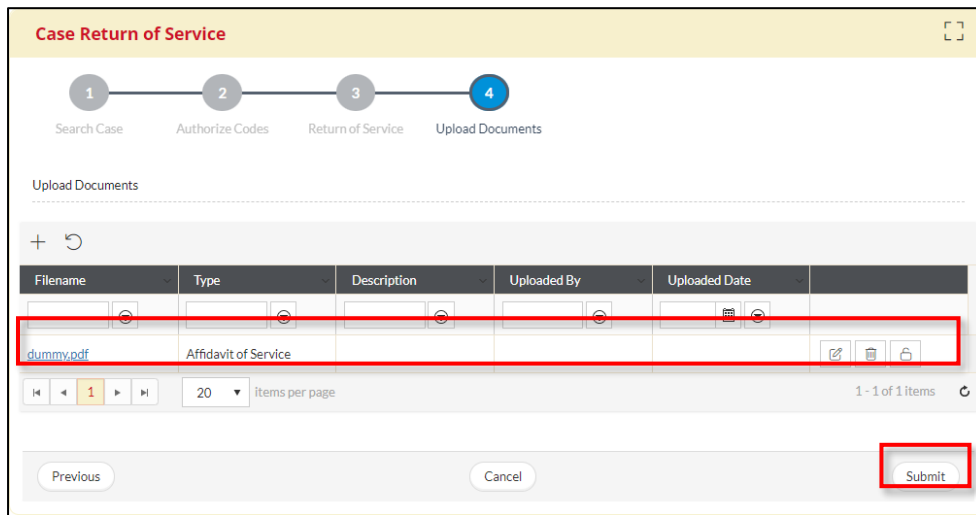 Case Return of Service
1 2 3 4
Search Case Authorize Codes Return of Service Upload Documents
Upload Documents
Filename Type Description Uploaded By Uploaded Date
dummy.pdf Affidavit of Service
1 20 items per page 1 - 1 of 1 items
Previous Cancel Submit